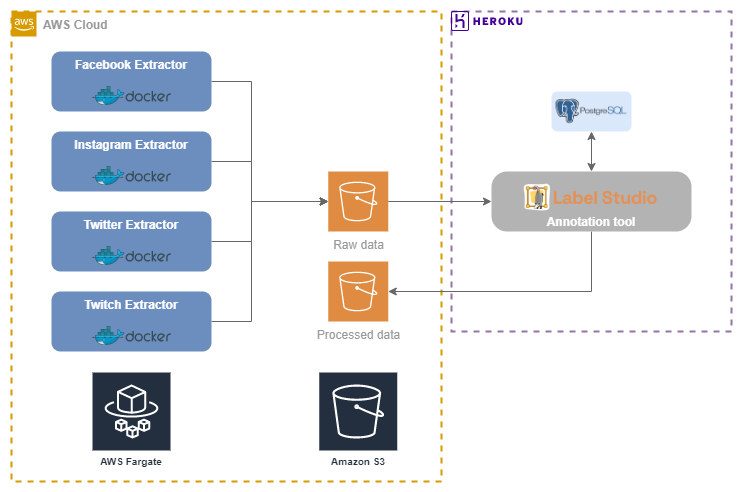 aws
AWS Cloud
HEROKU
Facebook Extractor
docker
Instagram Extractor
docker
Twitter Extractor
docker
Twitch Extractor
docker
Raw data
Processed data
PostgreSQL
Label Studio
Annotation tool
AWS Fargate
Amazon S3